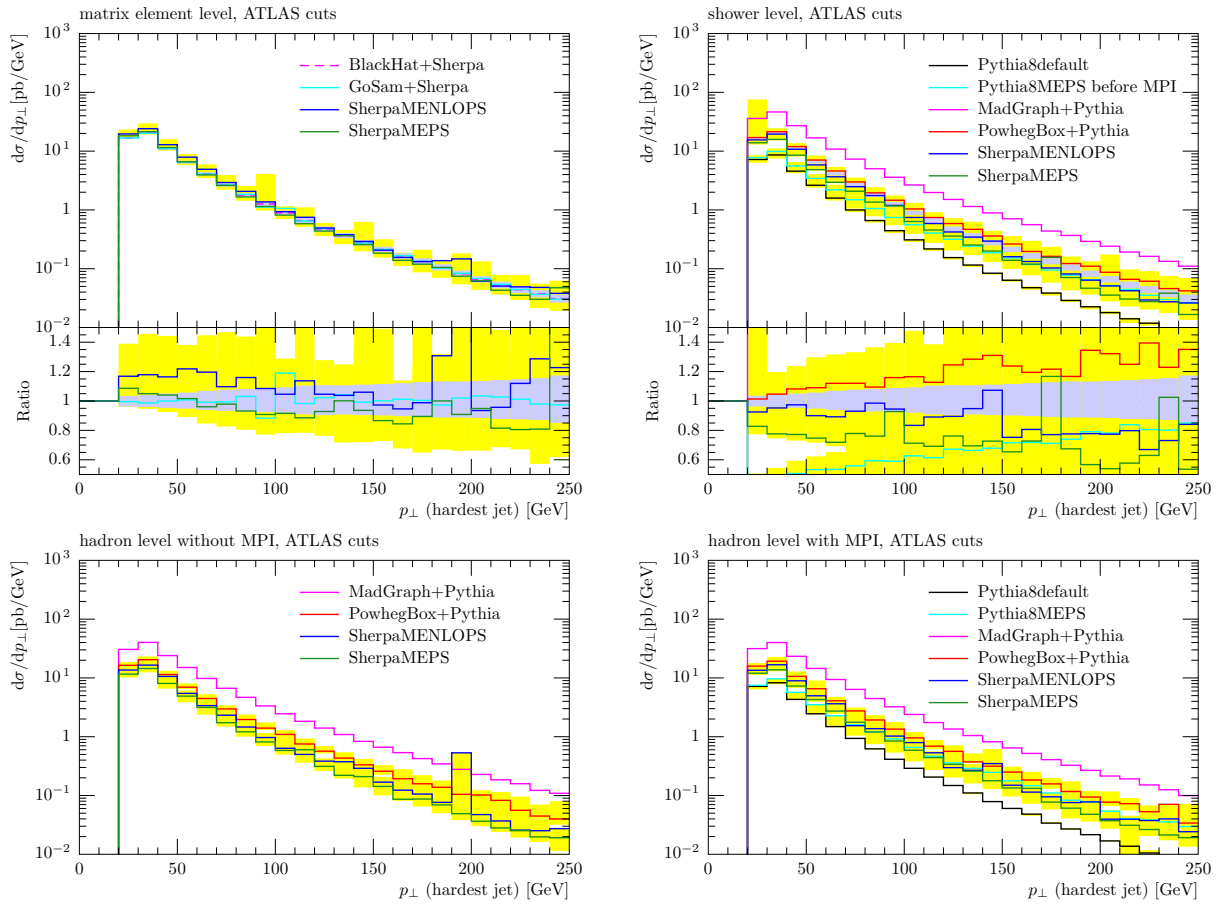 matrix element level, ATLAS cuts
dσ/dp⊥[pb/GeV]
10³
10²
10¹
1
10⁻¹
10⁻²
BlackHat+Sherpa
GoSam+Sherpa
SherpaMENLOPS
SherpaMEPS
Ratio
1.4
1.2
1.0
0.8
0.6
0 50 100 150 200 250
p⊥ (hardest jet) [GeV]
shower level, ATLAS cuts
dσ/dp⊥[pb/GeV]
10³
10²
10¹
1
10⁻¹
10⁻²
Pythia8default
Pythia8MEPS before MPI
MadGraph+Pythia
PowhegBox+Pythia
SherpaMENLOPS
SherpaMEPS
Ratio
1.4
1.2
1.0
0.8
0.6
0 50 100 150 200 250
p⊥ (hardest jet) [GeV]
hadron level without MPI, ATLAS cuts
dσ/dp⊥[pb/GeV]
10³
10²
10¹
1
10⁻¹
10⁻²
MadGraph+Pythia
PowhegBox+Pythia
SherpaMENLOPS
SherpaMEPS
0 50 100 150 200 250
p⊥ (hardest jet) [GeV]
hadron level with MPI, ATLAS cuts
dσ/dp⊥[pb/GeV]
10³
10²
10¹
1
10⁻¹
10⁻²
Pythia8default
Pythia8MEPS
MadGraph+Pythia
PowhegBox+Pythia
SherpaMENLOPS
SherpaMEPS
0 50 100 150 200 250
p⊥ (hardest jet) [GeV]